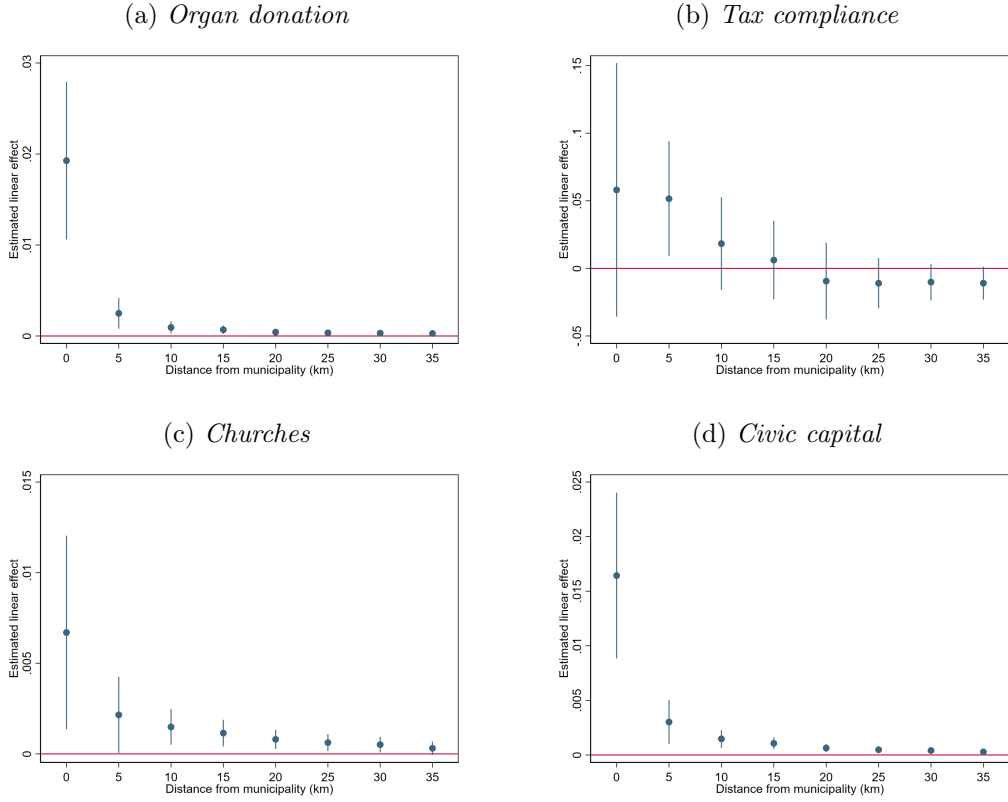 (a) Organ donation
Estimated linear effect
.03
.02
.01
0
0 5 10 15 20 25 30 35
Distance from municipality (km)
(b) Tax compliance
Estimated linear effect
.15
.1
.05
0
-.05
0 5 10 15 20 25 30 35
Distance from municipality (km)
(c) Churches
Estimated linear effect
.015
.01
.005
0
0 5 10 15 20 25 30 35
Distance from municipality (km)
(d) Civic capital
Estimated linear effect
.025
.02
.015
.01
.005
0
0 5 10 15 20 25 30 35
Distance from municipality (km)